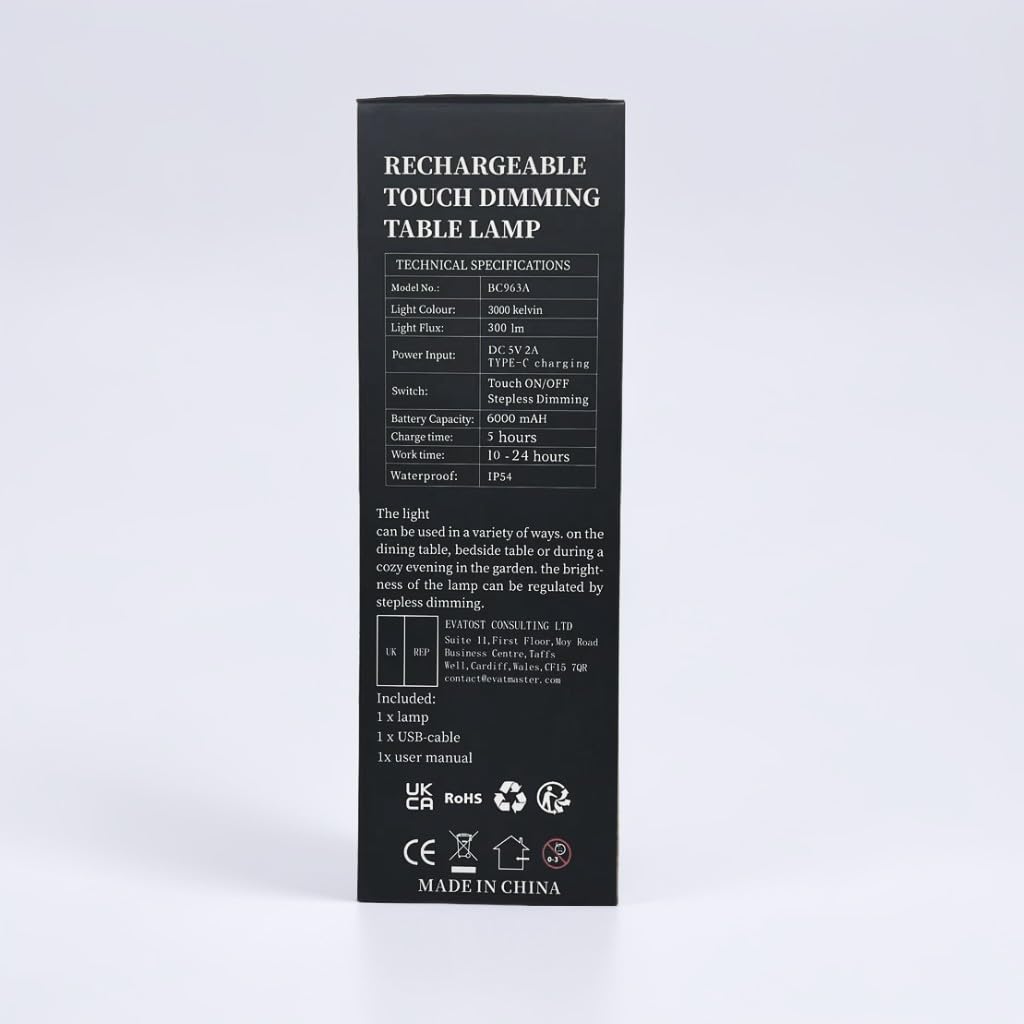 RECHARGEABLE
TOUCH DIMMING
TABLE LAMP
TECHNICAL SPECIFICATIONS
Model No.: BC963A
Light Colour: 3000 kelvin
Light Flux: 300 lm
Power Input: DC 5V 2A
TYPE-C charging
Switch: Touch ON/OFF
Stepless Dimming
Battery Capacity: 6000 mAH
Charge time: 5 hours
Work time: 10 - 24 hours
Waterproof: IP54
The light
can be used in a variety of ways. on the
dining table, bedside table or during a
cozy evening in the garden. the bright-
ness of the lamp can be regulated by
stepless dimming.
UK REP
EVATOST CONSULTING LTD
Suite 11,First Floor,Moy Road
Business Centre,Taffs
Well,Cardiff,Wales,CF15 7QR
contact@evatmaster.com
Included:
1 x lamp
1 x USB-cable
1x user manual
UK
CA RoHS
CE 0-3
MADE IN CHINA